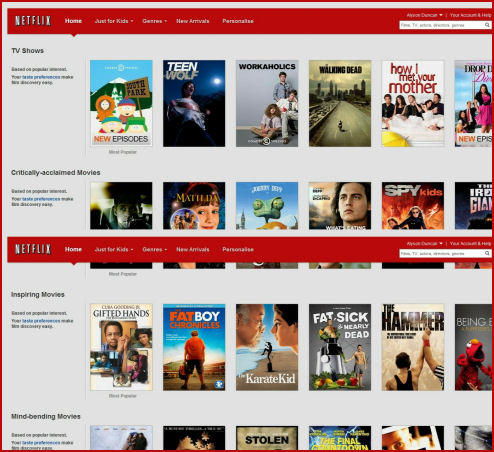 NETFLIX
Home
Just for Kids
Genres
New Arrivals
Personalise
Alyson Duncan
Your Account & Help
Films, TV, actors, directors, genres
TV Shows
Based on popular interest.
Your taste preferences make
film discovery easy.
SOUTH
PARK
NEW EPISODES
Most Popular
TEEN
WOLF
WORKAHOLICS
WALKING DEAD
how i
met your
mother
DROP D
NEW E
Critically-acclaimed Movies
Based on popular interest.
Your taste preferences make
film discovery easy.
MATILDA
JOHNNY DEPP
DEPP
WHAT'S EATING
SPY kids
THE
IRO
GIAN
NETFLIX
Home
Just for Kids
Genres
New Arrivals
Personalise
Alyson Duncan
Your Account & Help
Films, TV, actors, directors, genres
Most Popular
Inspiring Movies
Based on popular interest.
Your taste preferences make
film discovery easy.
CUBA GOODING JR.
GIFTED HANDS
Most Popular
FATBOY
CHRONICLES
The Karate Kid
FAT, SICK
& NEARLY
DEAD
THE
HAMMER
BEING E
Mind-bending Movies
Based on popular interest.
Your taste preferences make
film discovery easy.
STOLEN
THE FINAL
COUNTDOWN